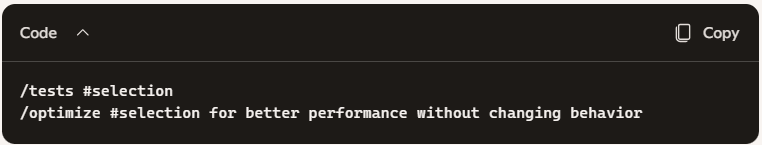 Code
Copy
/tests #selection
/optimize #selection for better performance without changing behavior